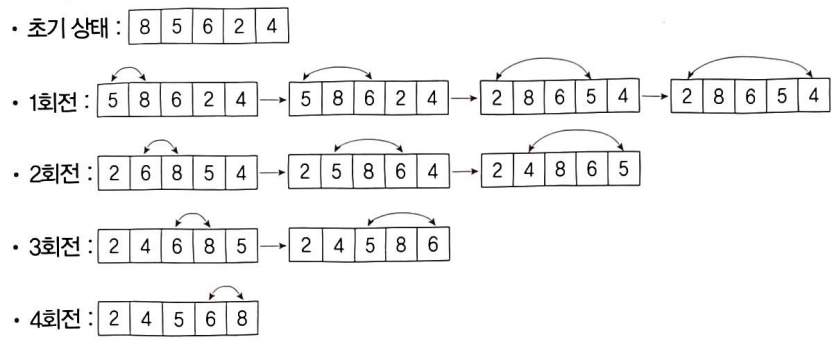 • 초기 상태 : 8 5 6 2 4
• 1회전 : 5 8 6 2 4 → 5 8 6 2 4 → 2 8 6 5 4 → 2 8 6 5 4
• 2회전 : 2 6 8 5 4 → 2 5 8 6 4 → 2 4 8 6 5
• 3회전 : 2 4 6 8 5 → 2 4 5 8 6
• 4회전 : 2 4 5 6 8